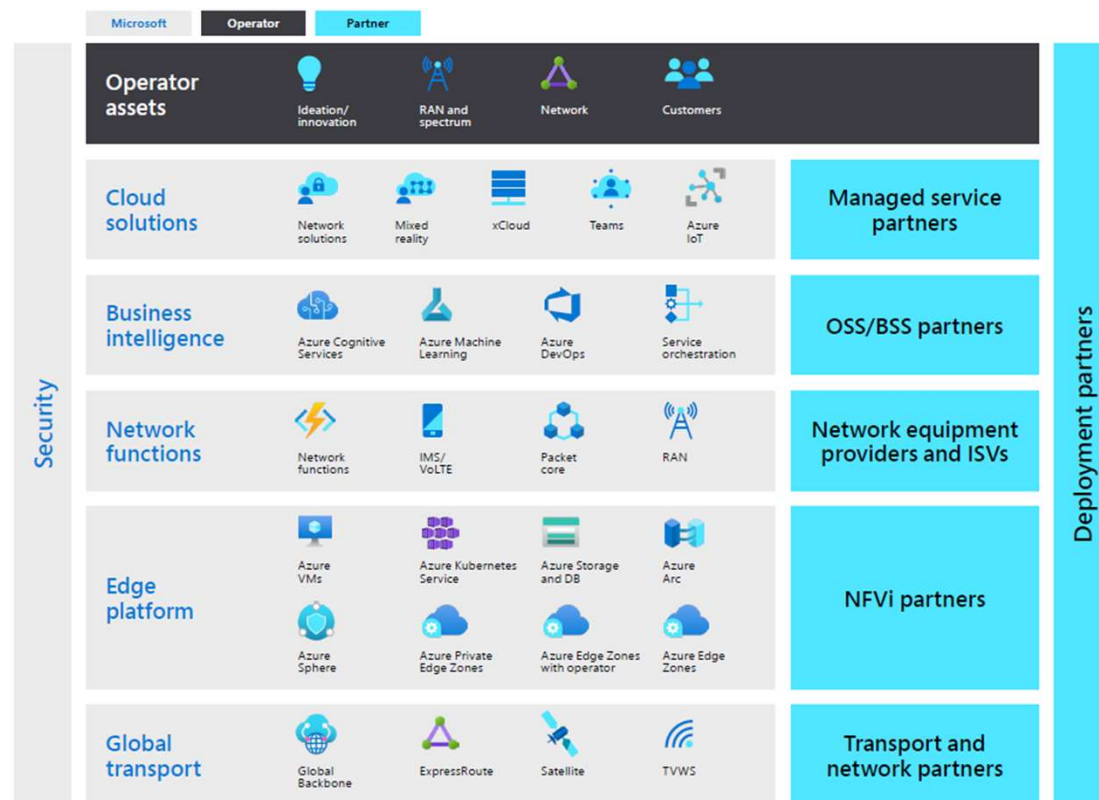 Microsoft
Operator
Partner
Security
Operator
assets
Ideation/
innovation
RAN and
spectrum
Network
Customers
Cloud
solutions
Network
solutions
Mixed
reality
xCloud
Teams
Azure
IoT
Managed service
partners
Business
intelligence
Azure Cognitive
Services
Azure Machine
Learning
Azure
DevOps
Service
orchestration
OSS/BSS partners
Network
functions
Network
functions
IMS/
VoLTE
Packet
core
RAN
Network equipment
providers and ISVs
Edge
platform
Azure
VMs
Azure Kubernetes
Service
Azure Storage
and DB
Azure
Arc
Azure
Sphere
Azure Private
Edge Zones
Azure Edge Zones
with operator
Azure Edge
Zones
NFVi partners
Global
transport
Global
Backbone
ExpressRoute
Satellite
TVWS
Transport and
network partners
Deployment partners